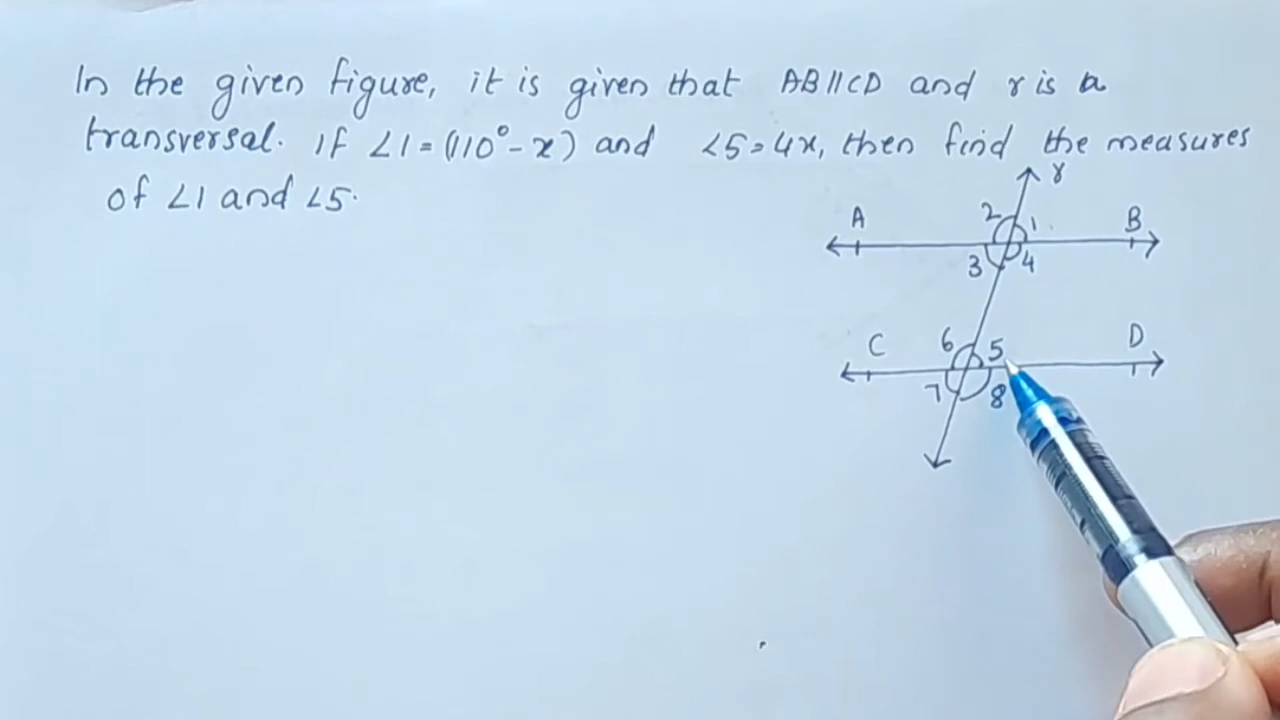 In the given figure, it is given that AB||CD and r is a
transversal. If ∠1 = (110° - x) and ∠5 = 4x, then find the measures
of ∠1 and ∠5.
r
A 2 1 B
3 4
C 6 5 D
7 8